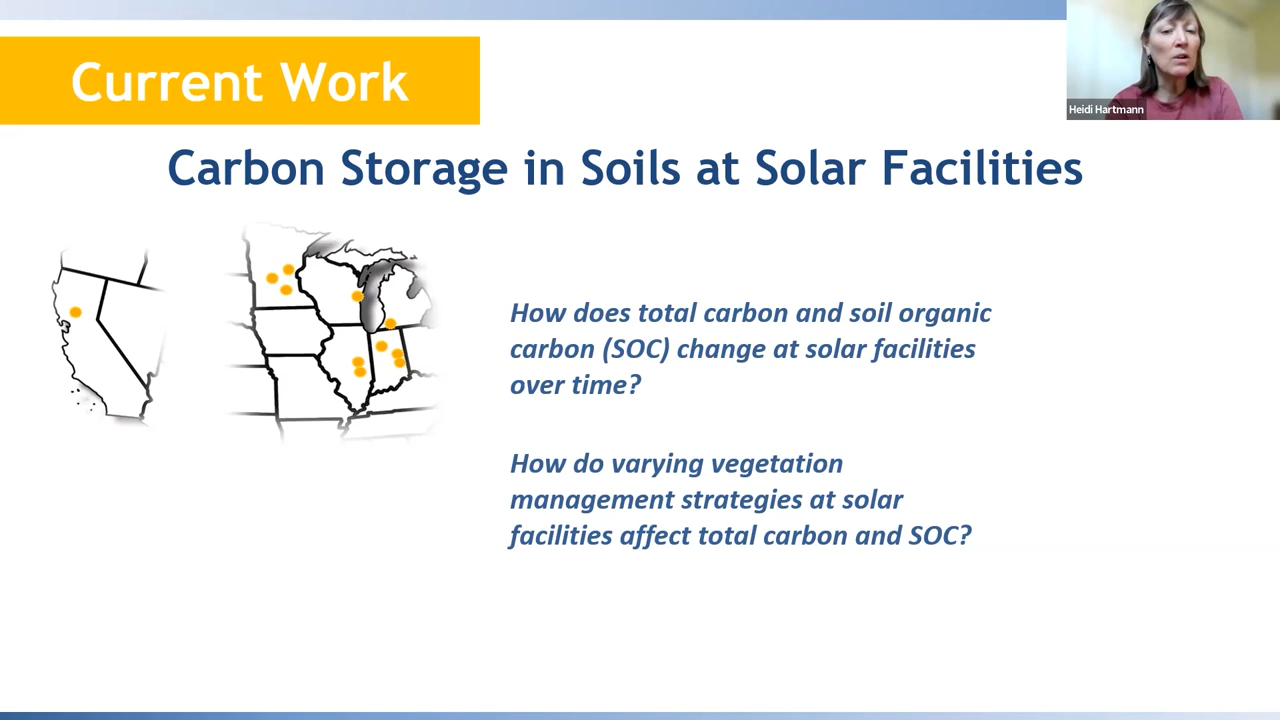 Current Work
Heidi Hartmann
Carbon Storage in Soils at Solar Facilities
How does total carbon and soil organic
carbon (SOC) change at solar facilities
over time?
How do varying vegetation
management strategies at solar
facilities affect total carbon and SOC?